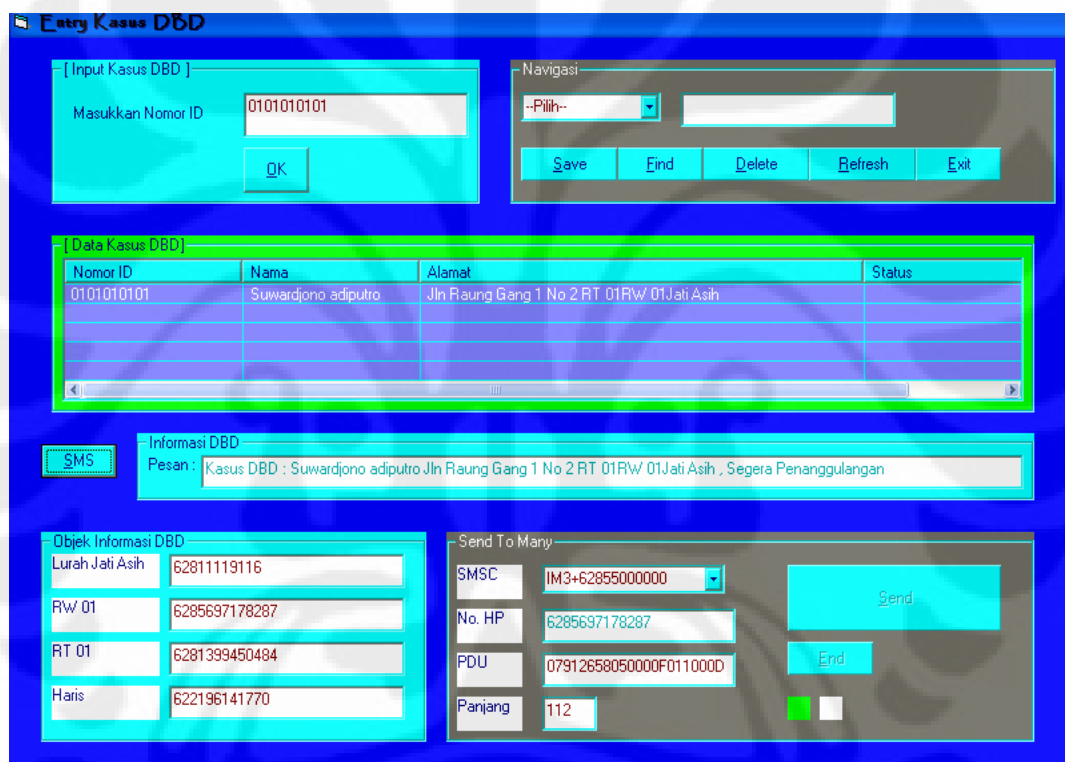 Entry Kasus DBD
[ Input Kasus DBD ]
Masukkan Nomor ID
0101010101
OK
Navigasi
--Pilih--
Save Find Delete Refresh Exit
[ Data Kasus DBD]
Nomor ID Nama Alamat Status
0101010101 Suwardjono adiputro Jln Raung Gang 1 No 2 RT 01RW 01Jati Asih
SMS
Informasi DBD
Pesan : Kasus DBD : Suwardjono adiputro Jln Raung Gang 1 No 2 RT 01RW 01Jati Asih , Segera Penanggulangan
Objek Informasi DBD
Lurah Jati Asih 62811119116
RW 01 6285697178287
RT 01 6281399450484
Haris 622196141770
Send To Many
SMSC IM3+62855000000
No. HP 6285697178287
PDU 07912658050000F011000D
Panjang 112
Send
End